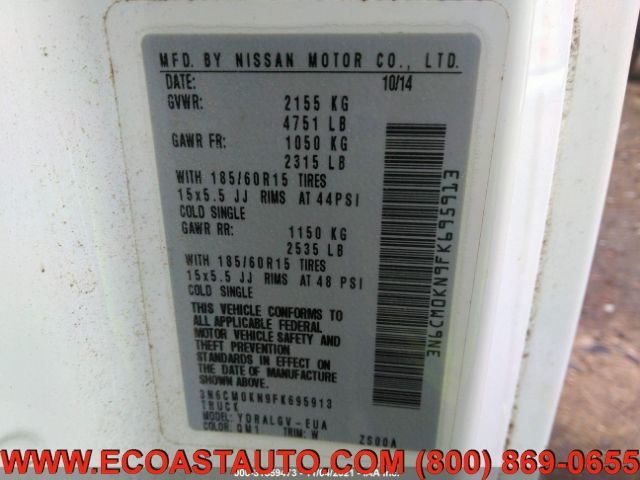 MFD. BY NISSAN MOTOR CO., LTD.
DATE: 10/14
GVWR: 2155 KG
4751 LB
GAWR FR: 1050 KG
2315 LB
WITH 185/60R15 TIRES
15x5.5 JJ RIMS AT 44PSI
COLD SINGLE
GAWR RR: 1150 KG
2535 LB
WITH 185/60R15 TIRES
15x5.5 JJ RIMS AT 48 PSI
COLD SINGLE
THIS VEHICLE CONFORMS TO
ALL APPLICABLE FEDERAL
MOTOR VEHICLE SAFETY AND
THEFT PREVENTION
STANDARDS IN EFFECT ON
THE DATE OF MANUFACTURE
SHOWN ABOVE.
3N6CM0KN9FK695913
TRUCK
MODEL: YDRALGV-EUA
COLOR: QM1 TRIM: W ZS00A
3N6CM0KN9FK695913
WWW.ECOASTAUTO.COM (800) 869-0655